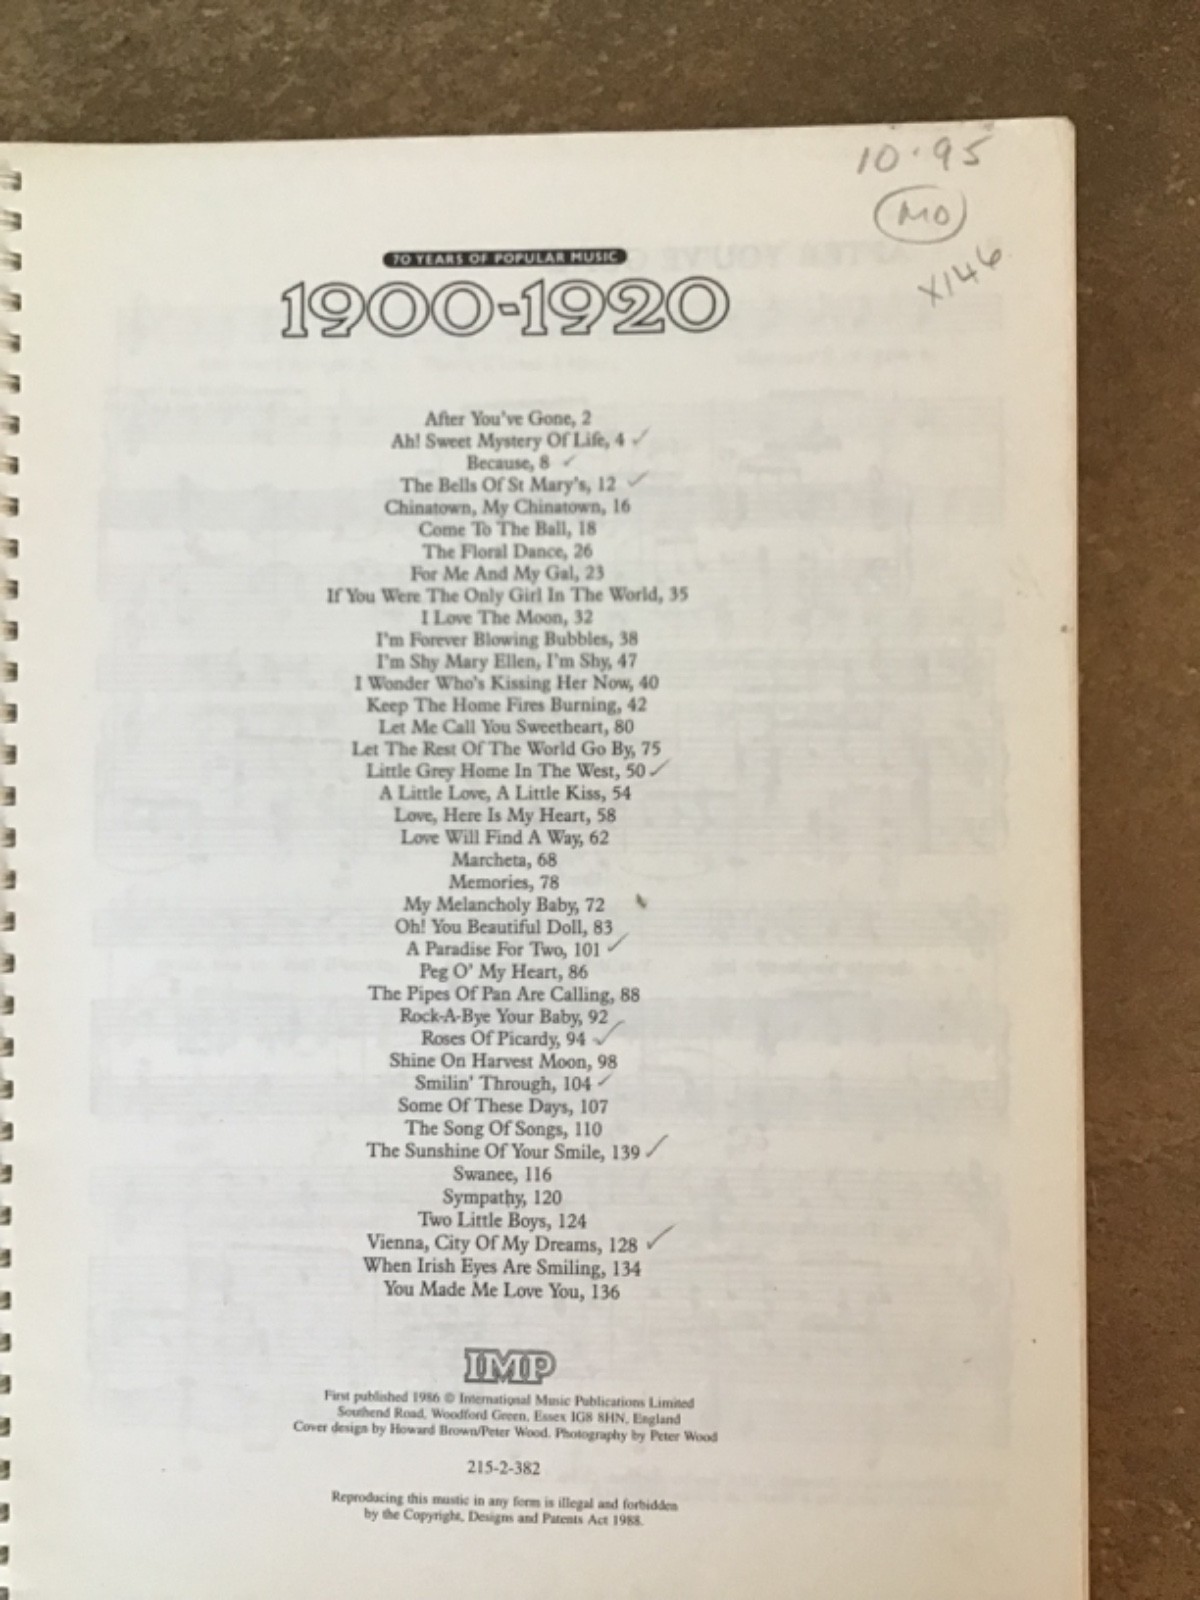 10.95
MO
X146
70 YEARS OF POPULAR MUSIC
1900-1920
After You've Gone, 2
Ah! Sweet Mystery Of Life, 4 ✓
Because, 8 ✓
The Bells Of St Mary's, 12 ✓
Chinatown, My Chinatown, 16
Come To The Ball, 18
The Floral Dance, 26
For Me And My Gal, 23
If You Were The Only Girl In The World, 35
I Love The Moon, 32
I'm Forever Blowing Bubbles, 38
I'm Shy Mary Ellen, I'm Shy, 47
I Wonder Who's Kissing Her Now, 40
Keep The Home Fires Burning, 42
Let Me Call You Sweetheart, 80
Let The Rest Of The World Go By, 75
Little Grey Home In The West, 50 ✓
A Little Love, A Little Kiss, 54
Love, Here Is My Heart, 58
Love Will Find A Way, 62
Marcheta, 68
Memories, 78
My Melancholy Baby, 72
Oh! You Beautiful Doll, 83
A Paradise For Two, 101 ✓
Peg O' My Heart, 86
The Pipes Of Pan Are Calling, 88
Rock-A-Bye Your Baby, 92
Roses Of Picardy, 94 ✓
Shine On Harvest Moon, 98
Smilin' Through, 104 ✓
Some Of These Days, 107
The Song Of Songs, 110
The Sunshine Of Your Smile, 139 ✓
Swanee, 116
Sympathy, 120
Two Little Boys, 124
Vienna, City Of My Dreams, 128 ✓
When Irish Eyes Are Smiling, 134
You Made Me Love You, 136
IMP
First published 1986 © International Music Publications Limited
Southend Road, Woodford Green, Essex IG8 8HN, England
Cover design by Howard Brown/Peter Wood. Photography by Peter Wood
215-2-382
Reproducing this music in any form is illegal and forbidden
by the Copyright, Designs and Patents Act 1988.